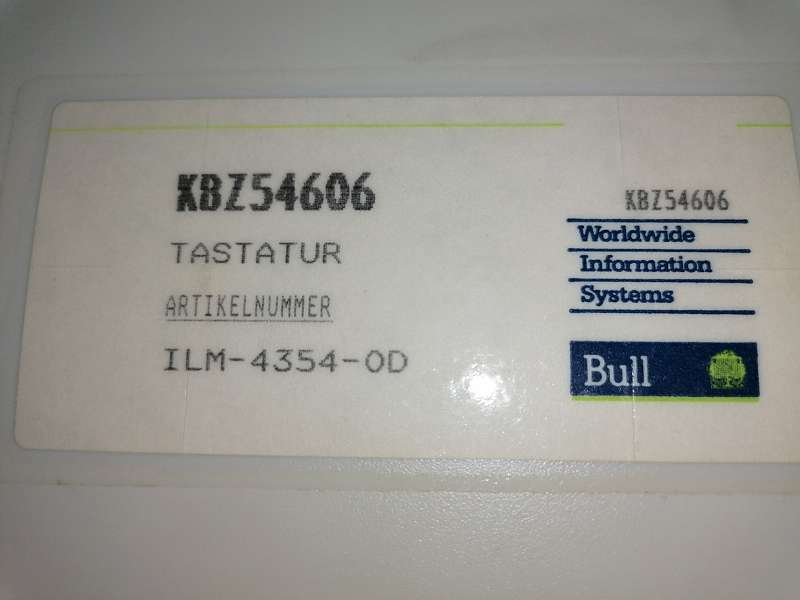 KBZ54606
TASTATUR
ARTIKELNUMMER
ILM-4354-0D
KBZ54606
Worldwide
Information
Systems
Bull